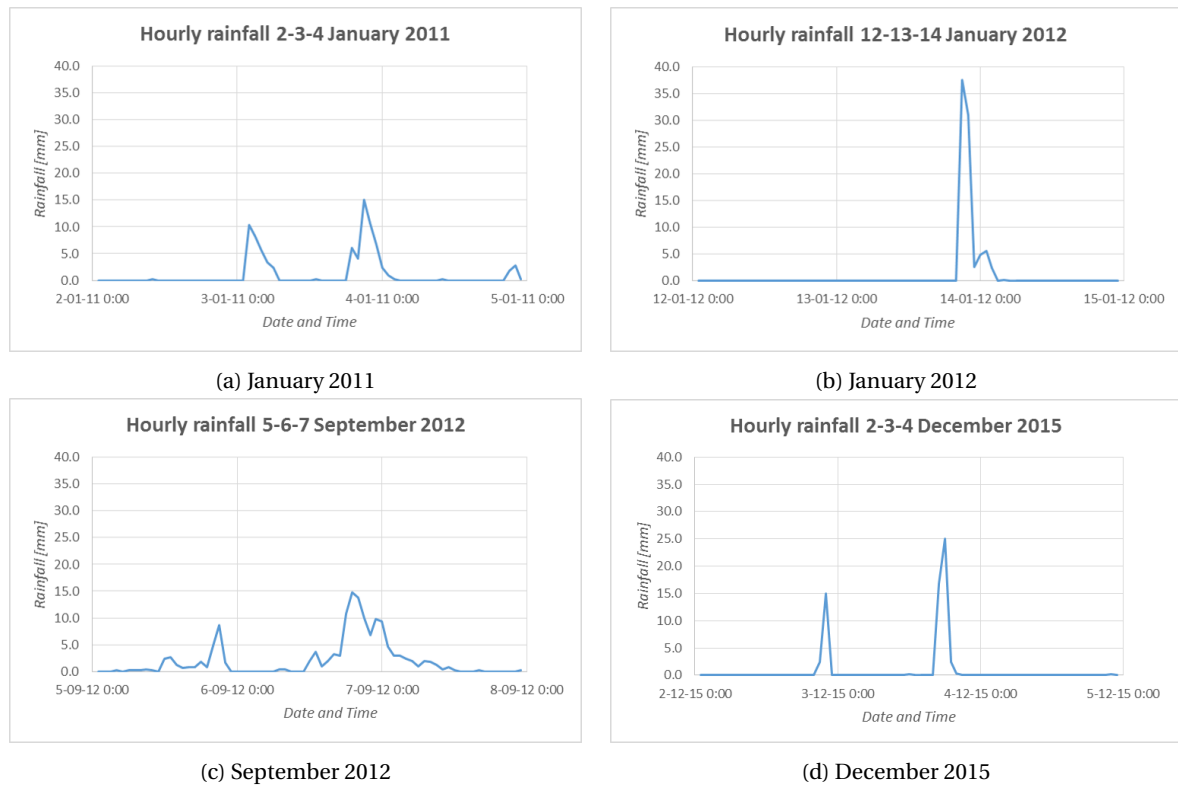 Hourly rainfall 2-3-4 January 2011
40.0
35.0
30.0
25.0
20.0
15.0
10.0
5.0
0.0
Rainfall [mm]
2-01-11 0:00 3-01-11 0:00 4-01-11 0:00 5-01-11 0:00
Date and Time
(a) January 2011
Hourly rainfall 12-13-14 January 2012
40.0
35.0
30.0
25.0
20.0
15.0
10.0
5.0
0.0
Rainfall [mm]
12-01-12 0:00 13-01-12 0:00 14-01-12 0:00 15-01-12 0:00
Date and Time
(b) January 2012
Hourly rainfall 5-6-7 September 2012
40.0
35.0
30.0
25.0
20.0
15.0
10.0
5.0
0.0
Rainfall [mm]
5-09-12 0:00 6-09-12 0:00 7-09-12 0:00 8-09-12 0:00
Date and Time
(c) September 2012
Hourly rainfall 2-3-4 December 2015
40.0
35.0
30.0
25.0
20.0
15.0
10.0
5.0
0.0
Rainfall [mm]
2-12-15 0:00 3-12-15 0:00 4-12-15 0:00 5-12-15 0:00
Date and Time
(d) December 2015